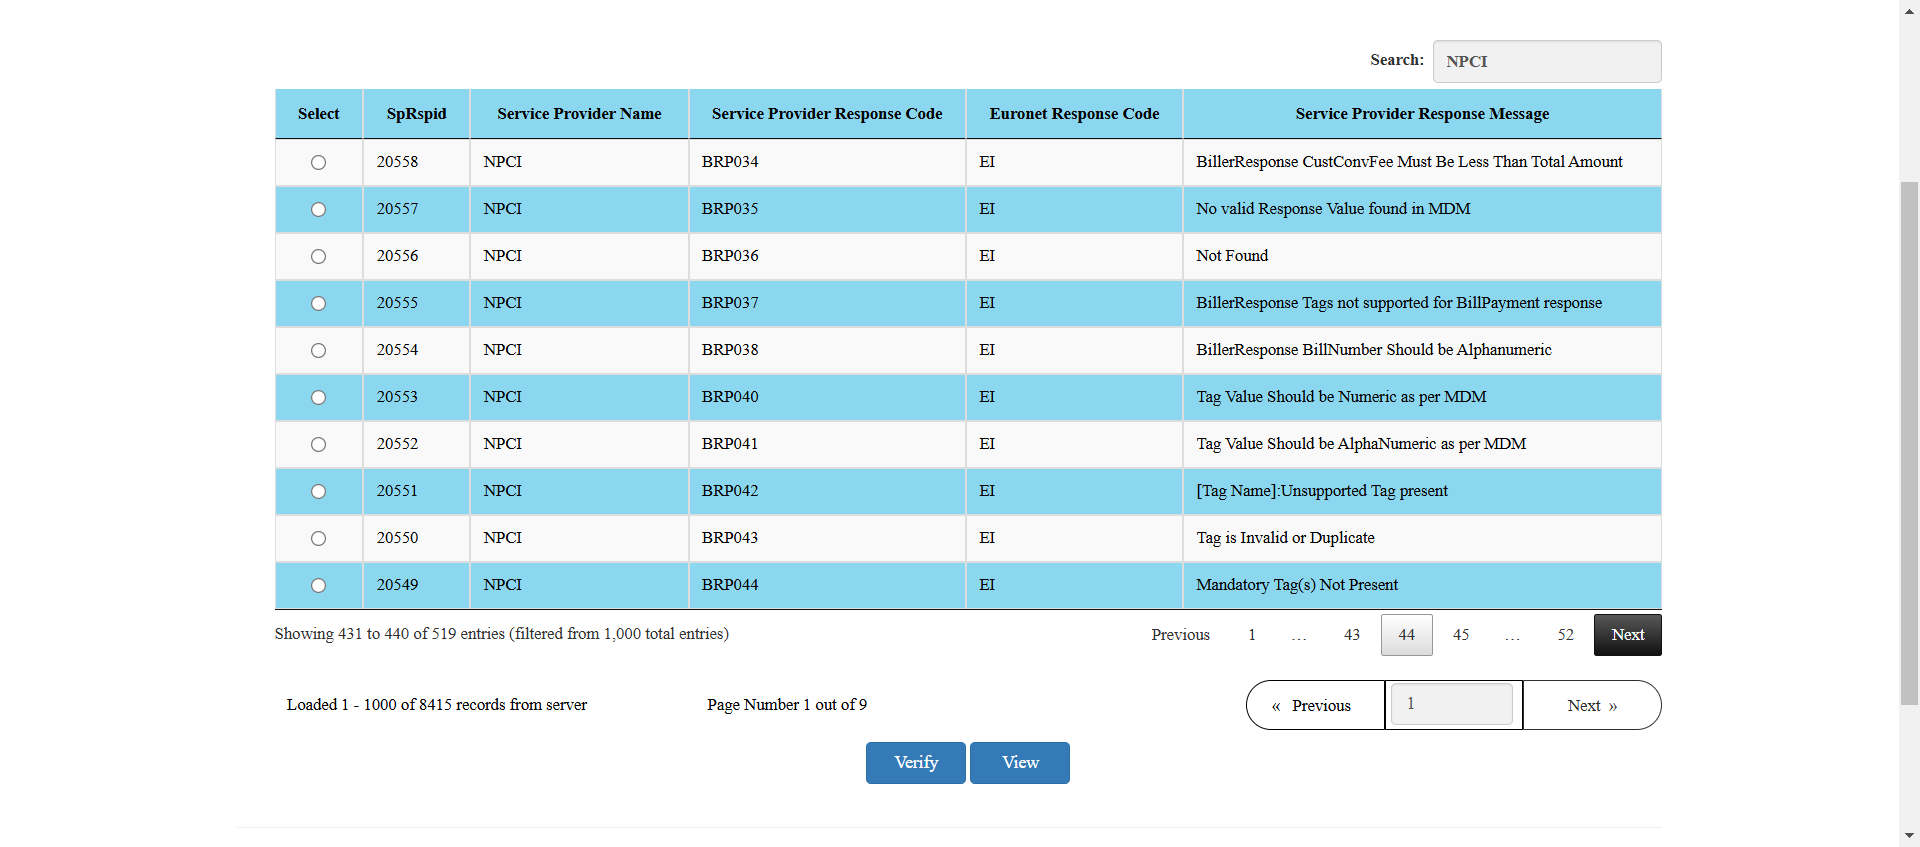 Search: NPCI
Select SpRspid Service Provider Name Service Provider Response Code Euronet Response Code Service Provider Response Message
20558 NPCI BRP034 EI BillerResponse CustConvFee Must Be Less Than Total Amount
20557 NPCI BRP035 EI No valid Response Value found in MDM
20556 NPCI BRP036 EI Not Found
20555 NPCI BRP037 EI BillerResponse Tags not supported for BillPayment response
20554 NPCI BRP038 EI BillerResponse BillNumber Should be Alphanumeric
20553 NPCI BRP040 EI Tag Value Should be Numeric as per MDM
20552 NPCI BRP041 EI Tag Value Should be AlphaNumeric as per MDM
20551 NPCI BRP042 EI [Tag Name]:Unsupported Tag present
20550 NPCI BRP043 EI Tag is Invalid or Duplicate
20549 NPCI BRP044 EI Mandatory Tag(s) Not Present
Showing 431 to 440 of 519 entries (filtered from 1,000 total entries) Previous 1 … 43 44 45 … 52 Next
Loaded 1 - 1000 of 8415 records from server Page Number 1 out of 9 « Previous 1 Next »
Verify View